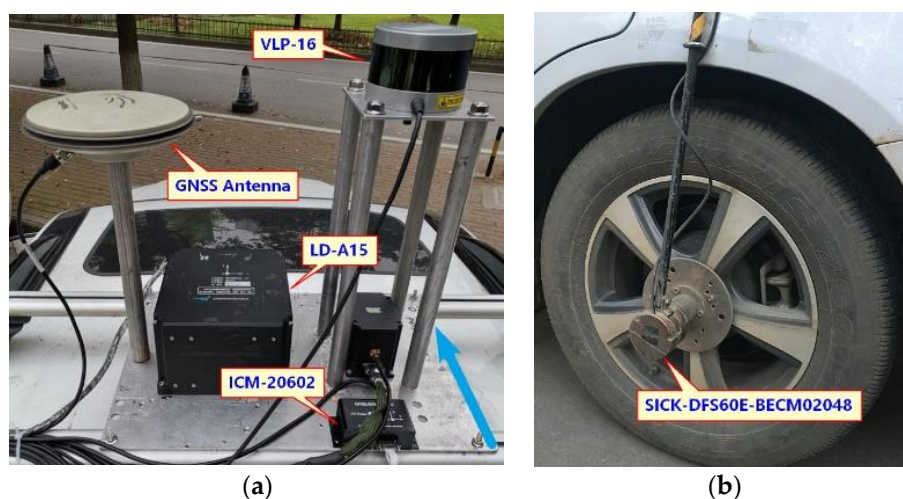 VLP-16
GNSS Antenna
LD-A15
ICM-20602
SICK-DFS60E-BECM02048
(a)
(b)